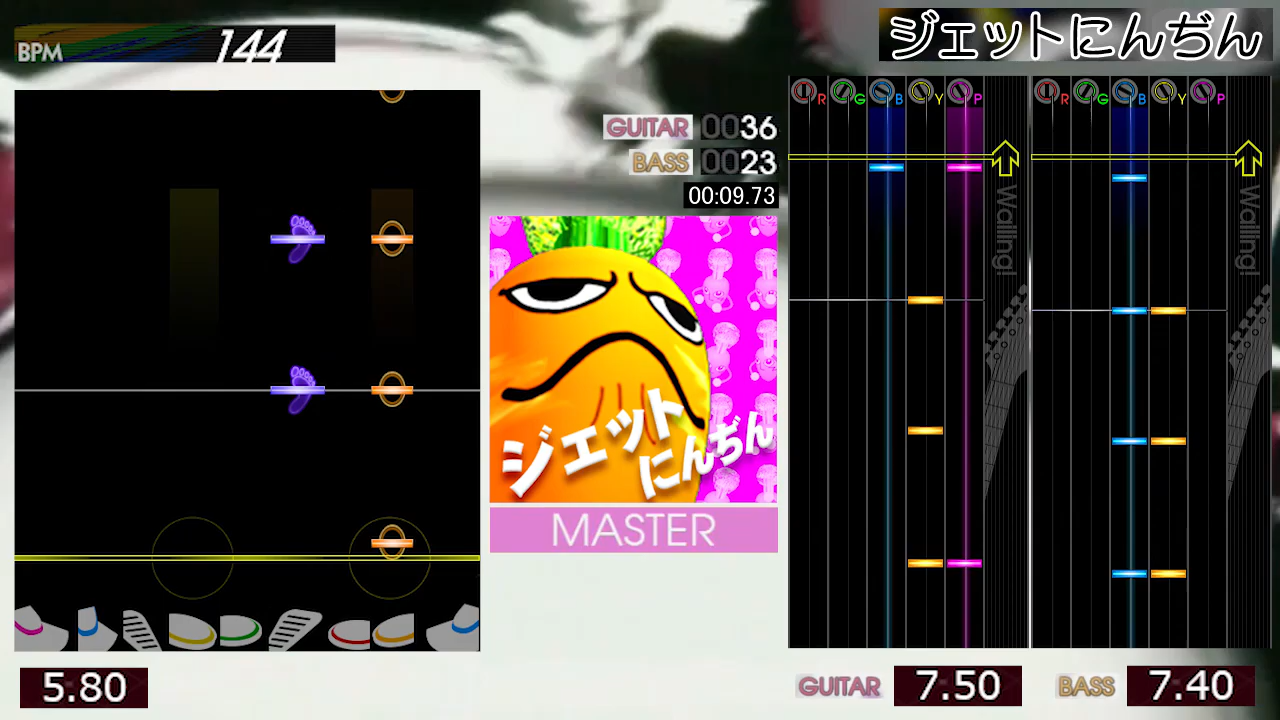 BPM 144
ジェットにんぢん
R G B Y P
R G B Y P
GUITAR 0036
BASS 0023
00:09.73
Wailing!
Wailing!
ジェット
にんぢん
MASTER
5.80
GUITAR 7.50
BASS 7.40